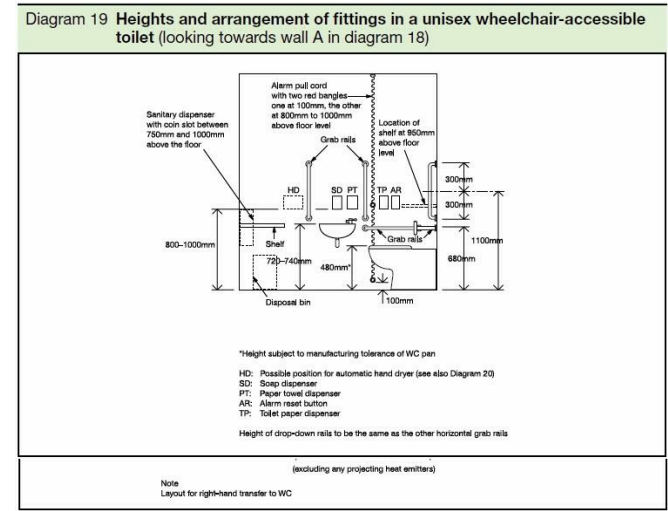 Diagram 19 Heights and arrangement of fittings in a unisex wheelchair-accessible
toilet (looking towards wall A in diagram 18)
Alarm pull cord
with two red bangles
one at 100mm, the other
at 800mm to 1000mm
above floor level
Sanitary dispenser
with coin slot between
750mm and 1000mm
above the floor
Location of
shelf at 950mm
above floor
level
Grab rails
HD
SD PT
TP AR
300mm
300mm
800–1000mm
Shelf
720–740mm
480mm*
Grab rails
1100mm
680mm
Disposal bin
100mm
*Height subject to manufacturing tolerance of WC pan
HD: Possible position for automatic hand dryer (see also Diagram 20)
SD: Soap dispenser
PT: Paper towel dispenser
AR: Alarm reset button
TP: Toilet paper dispenser
Height of drop-down rails to be the same as the other horizontal grab rails
(excluding any projecting heat emitters)
Note
Layout for right-hand transfer to WC